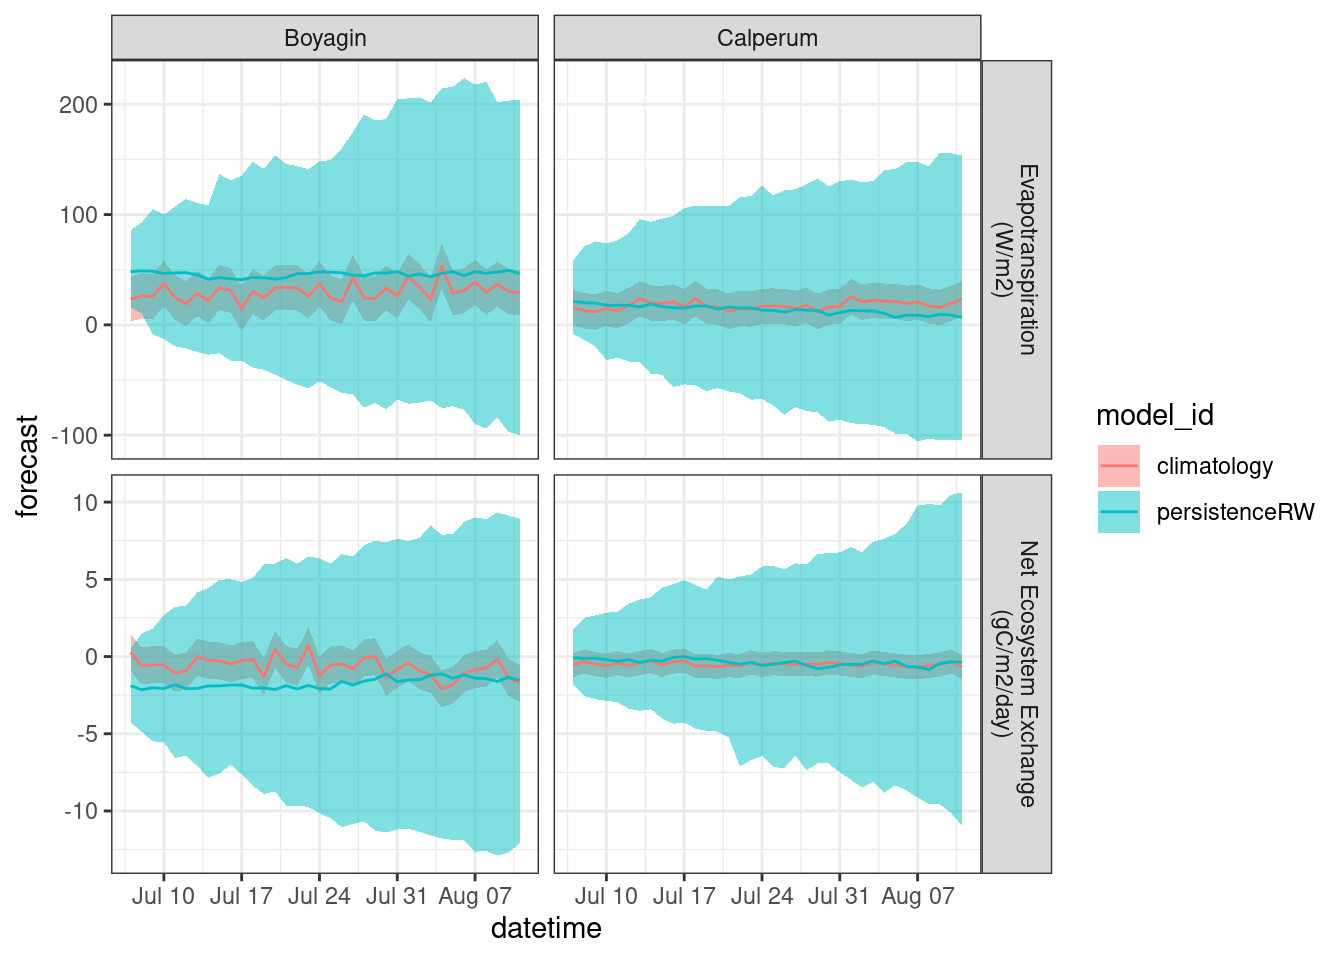 Boyagin
Calperum
200
100
0
-100
Evapotranspiration
(W/m2)
10
5
0
-5
-10
Net Ecosystem Exchange
(gC/m2/day)
Jul 10
Jul 17
Jul 24
Jul 31
Aug 07
Jul 10
Jul 17
Jul 24
Jul 31
Aug 07
datetime
forecast
model_id
climatology
persistenceRW